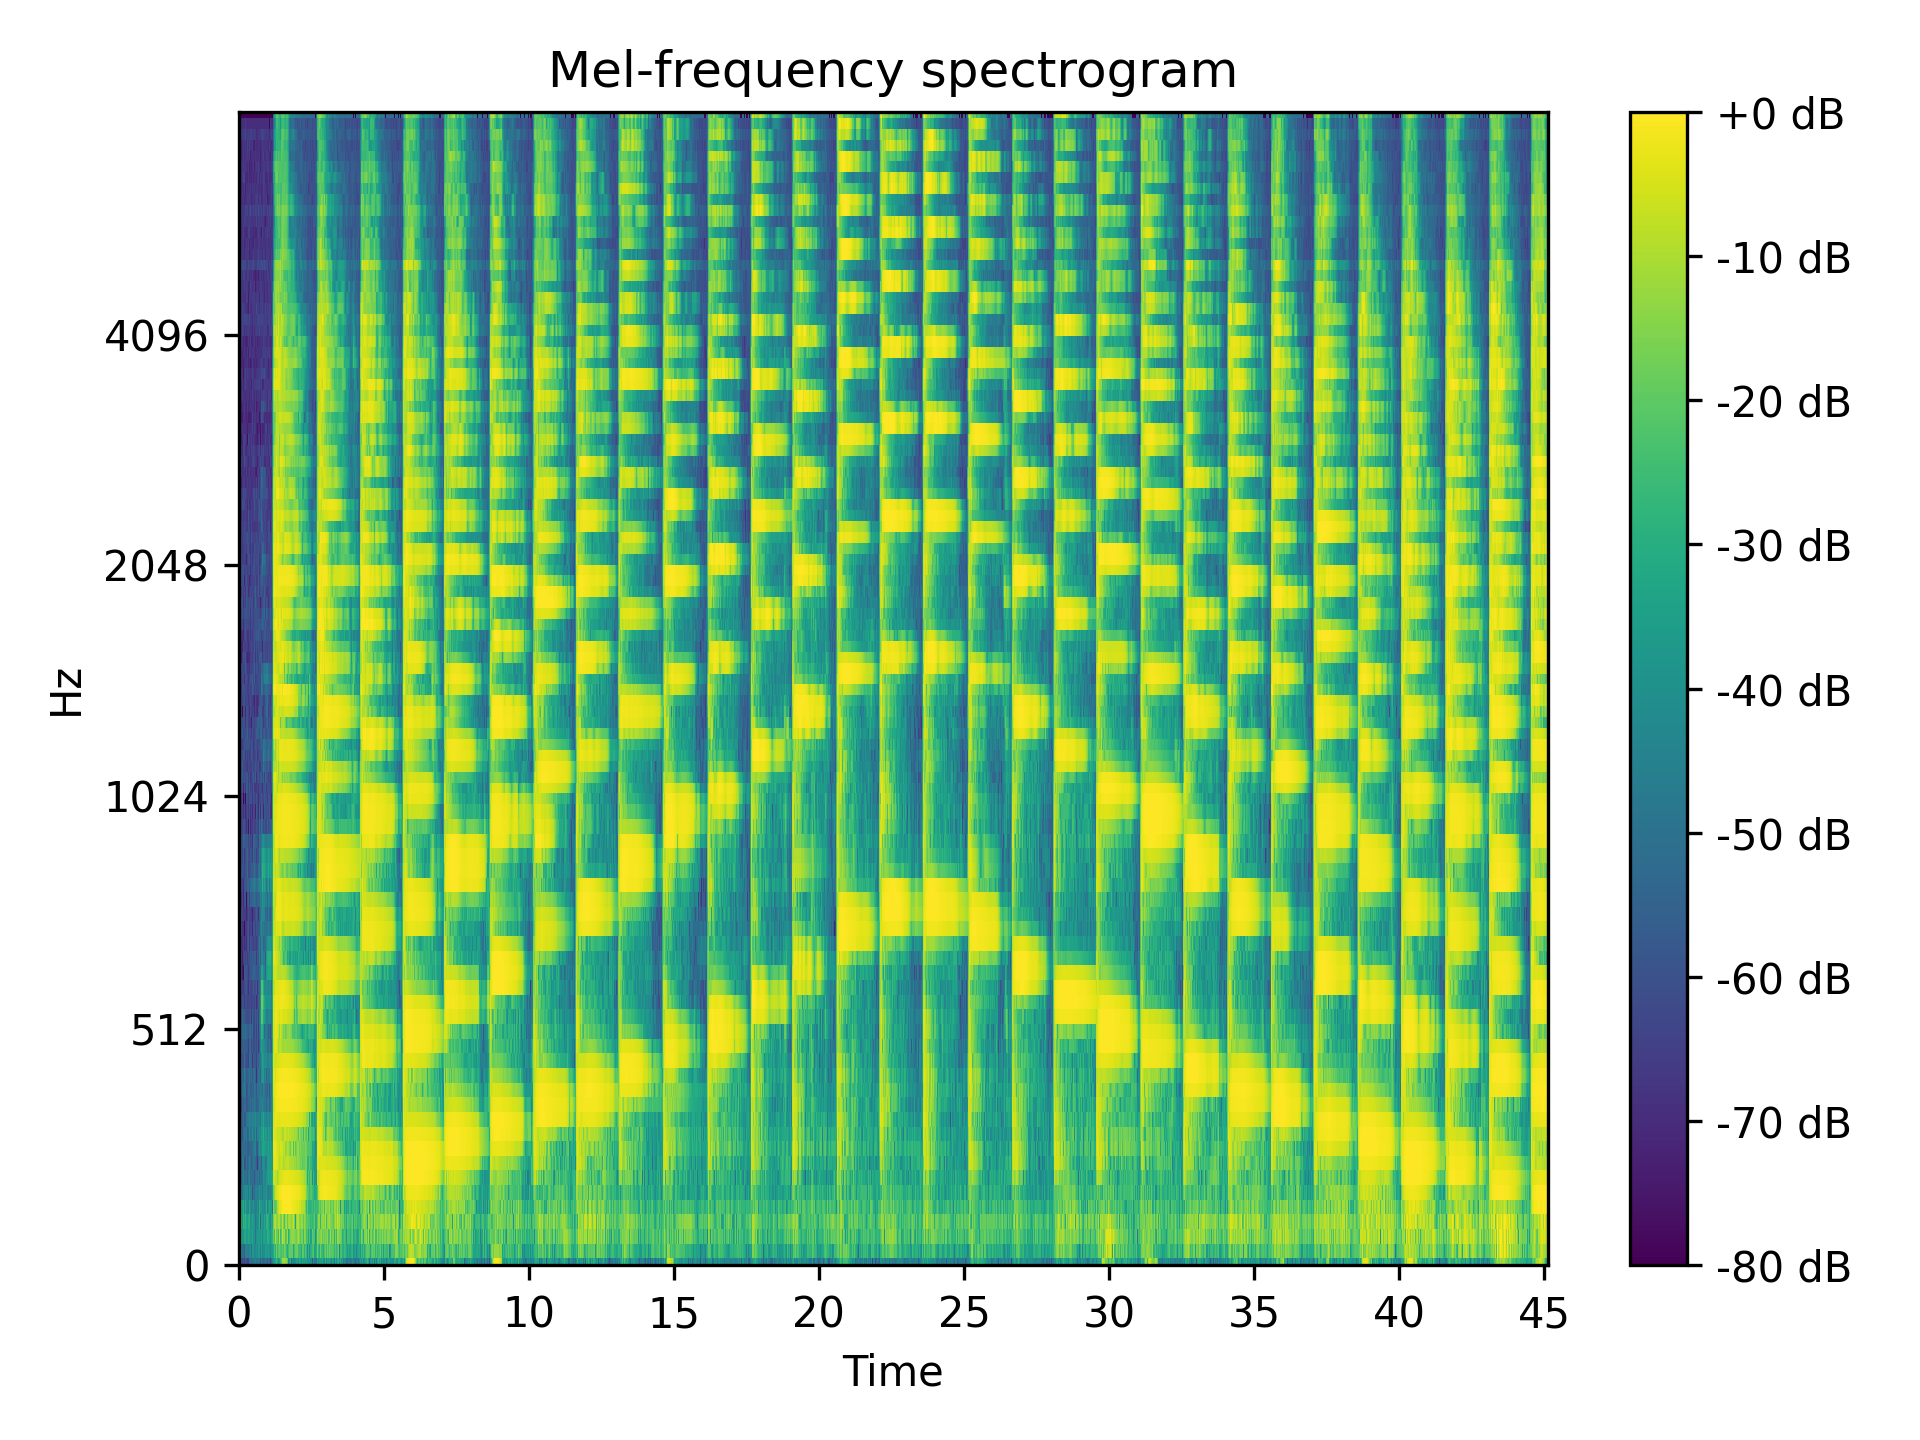 Mel-frequency spectrogram
+0 dB
-10 dB
-20 dB
-30 dB
-40 dB
-50 dB
-60 dB
-70 dB
-80 dB
Hz
4096
2048
1024
512
0
0 5 10 15 20 25 30 35 40 45
Time